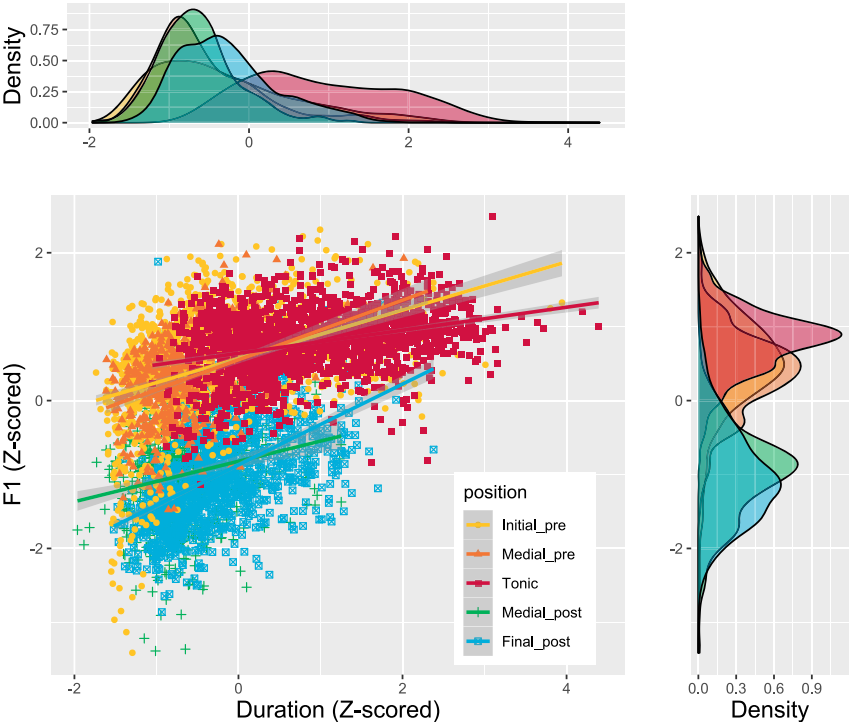 Density
0.75
0.50
0.25
0.00
-2 0 2 4
F1 (Z-scored)
2
0
-2
-2 0 2 4
Duration (Z-scored)
position
Initial_pre
Medial_pre
Tonic
Medial_post
Final_post
2
0
-2
0.0 0.3 0.6 0.9
Density